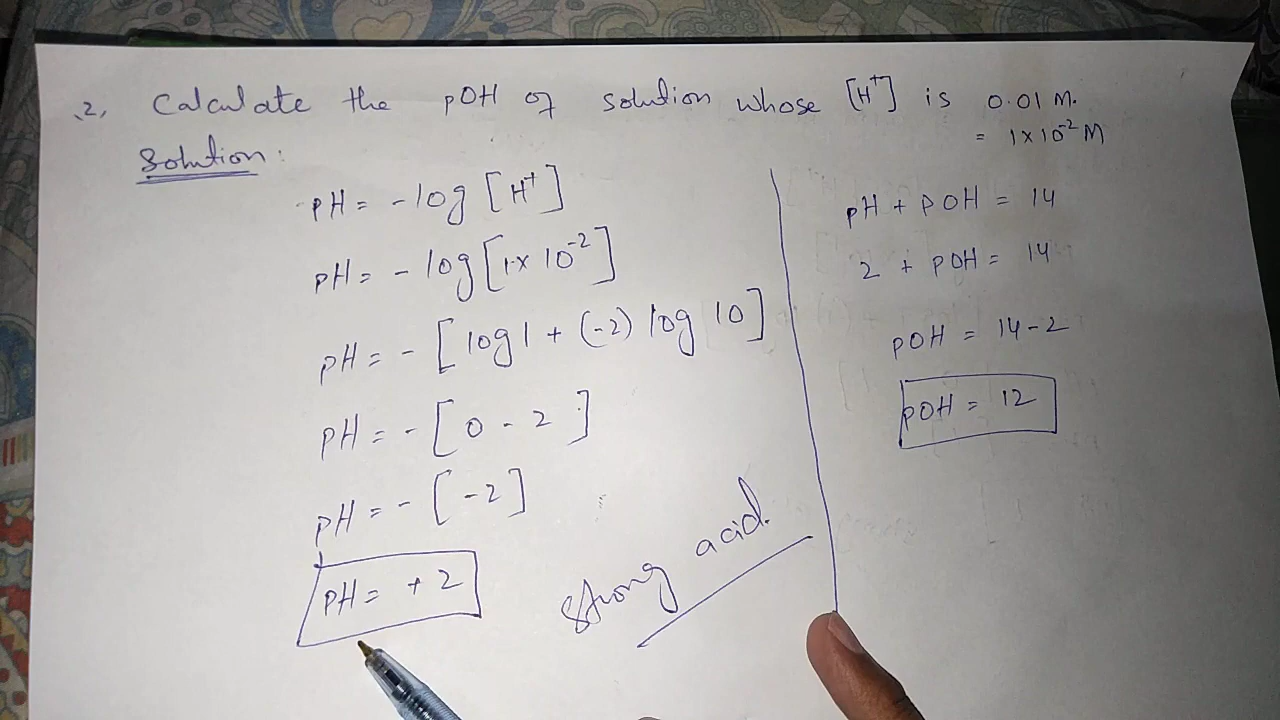 2, Calculate the pOH of solution whose [H⁺] is 0.01 M.
= 1 x 10⁻² M
Solution:
pH = - log [H⁺]
pH = - log [1 x 10⁻²]
pH = - [log 1 + (-2) log 10]
pH = - [0 - 2]
pH = - [-2]
pH = + 2
strong acid.
pH + pOH = 14
2 + pOH = 14
pOH = 14 - 2
pOH = 12